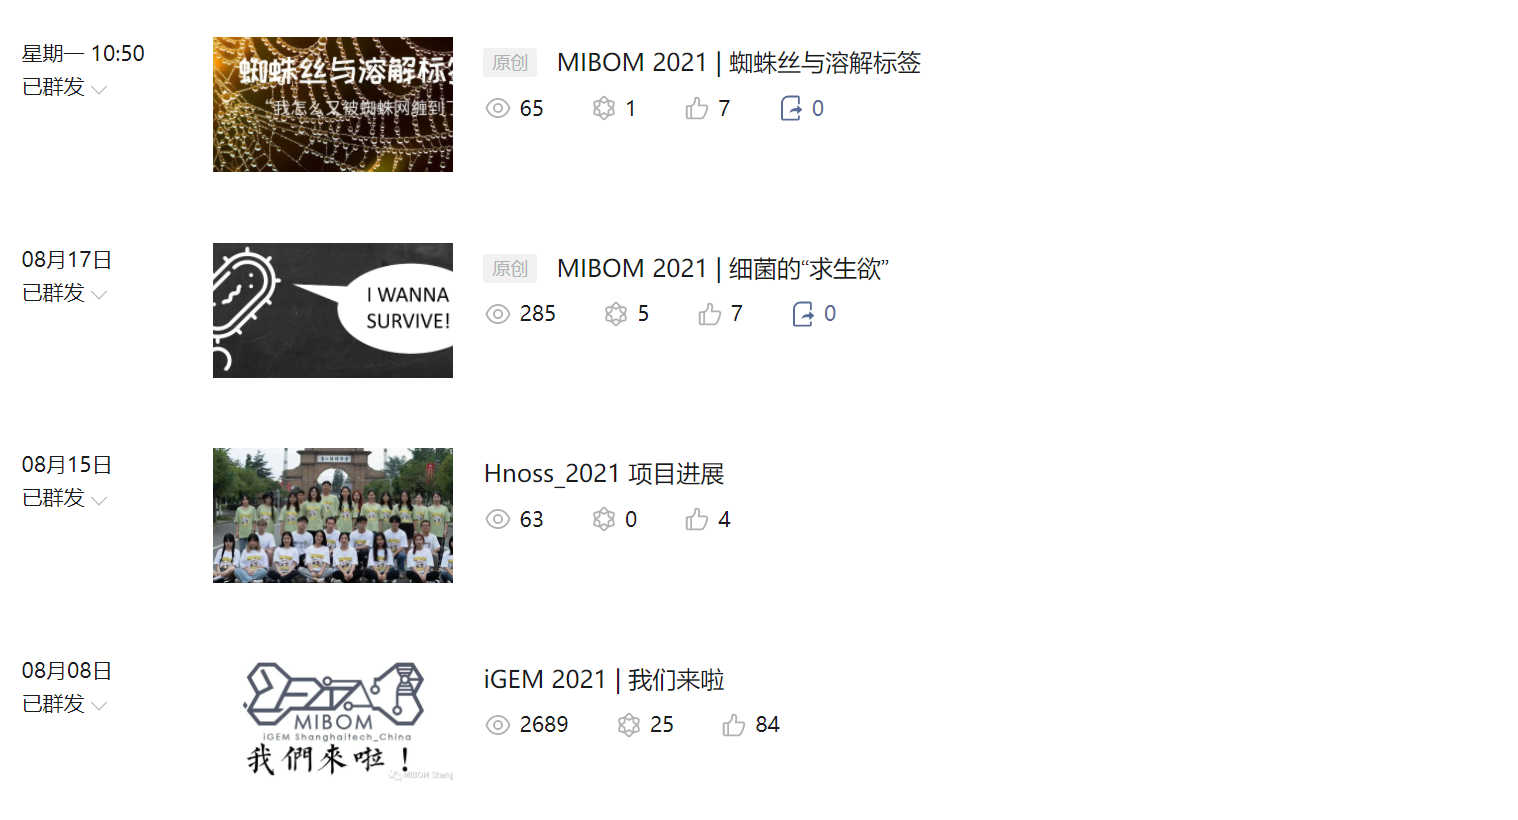 星期一 10:50
已群发
蜘蛛丝与溶解标签
“我怎么又被蜘蛛网缠到了
原创
MIBOM 2021 | 蜘蛛丝与溶解标签
65 1 7 0
08月17日
已群发
I WANNA
SURVIVE!
原创
MIBOM 2021 | 细菌的“求生欲”
285 5 7 0
08月15日
已群发
Hnoss_2021 项目进展
63 0 4
08月08日
已群发
MIBOM
iGEM Shanghaitech_China
我們來啦！
MIBOM Shang
iGEM 2021 | 我们来啦
2689 25 84